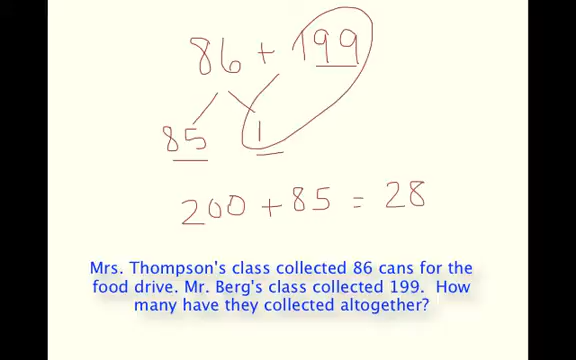 86 + 199
85 1
200 + 85 = 28
Mrs. Thompson's class collected 86 cans for the
food drive. Mr. Berg's class collected 199. How
many have they collected altogether?